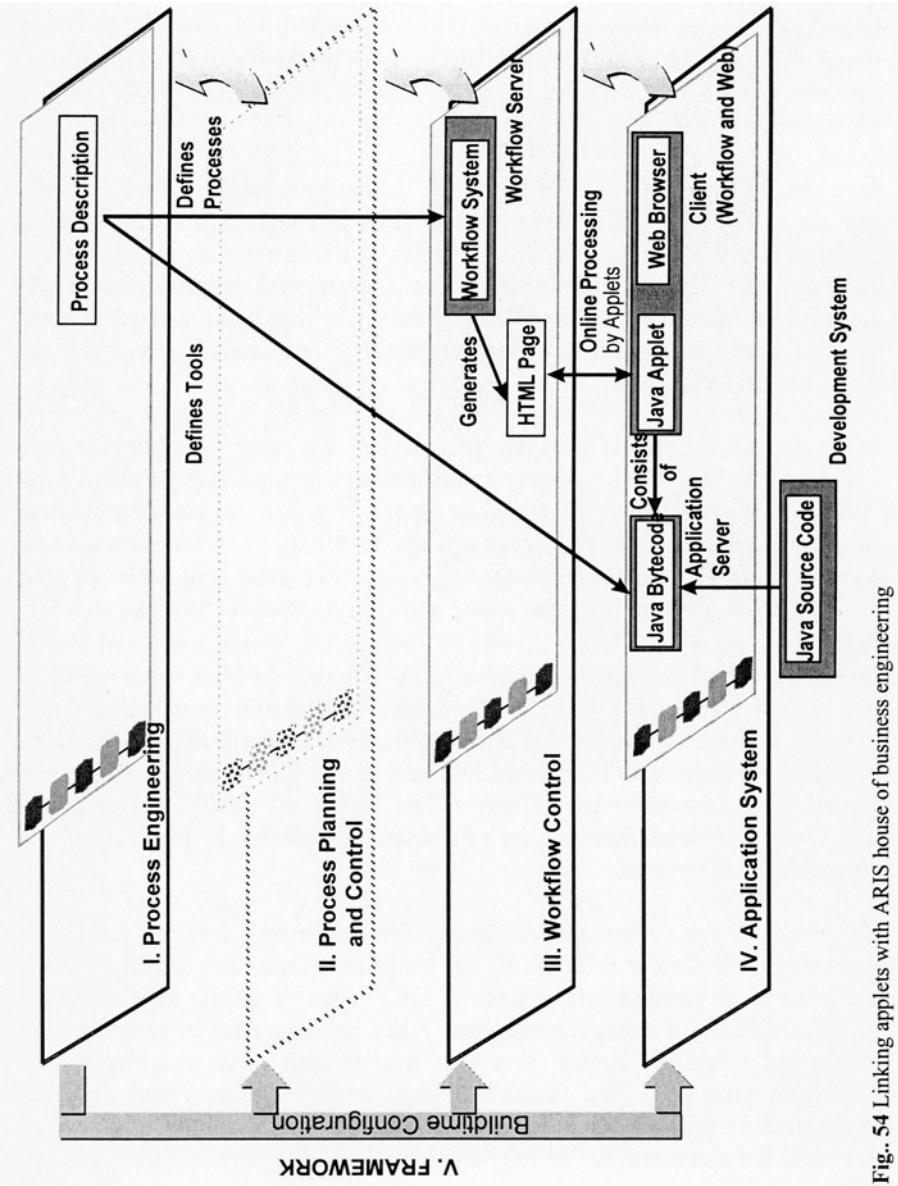 Process Description
Defines
Processes
Defines Tools
I. Process Engineering
II. Process Planning
and Control
Workflow System
Workflow Server
Generates
HTML Page
Online Processing
by Applets
III. Workflow Control
Web Browser
Client
(Workflow and Web)
Java Applet
Consists
of
Java Bytecode
Application
Server
Java Source Code
Development System
IV. Application System
Buildtime Configuration
V. FRAMEWORK
Fig.. 54 Linking applets with ARIS house of business engineering